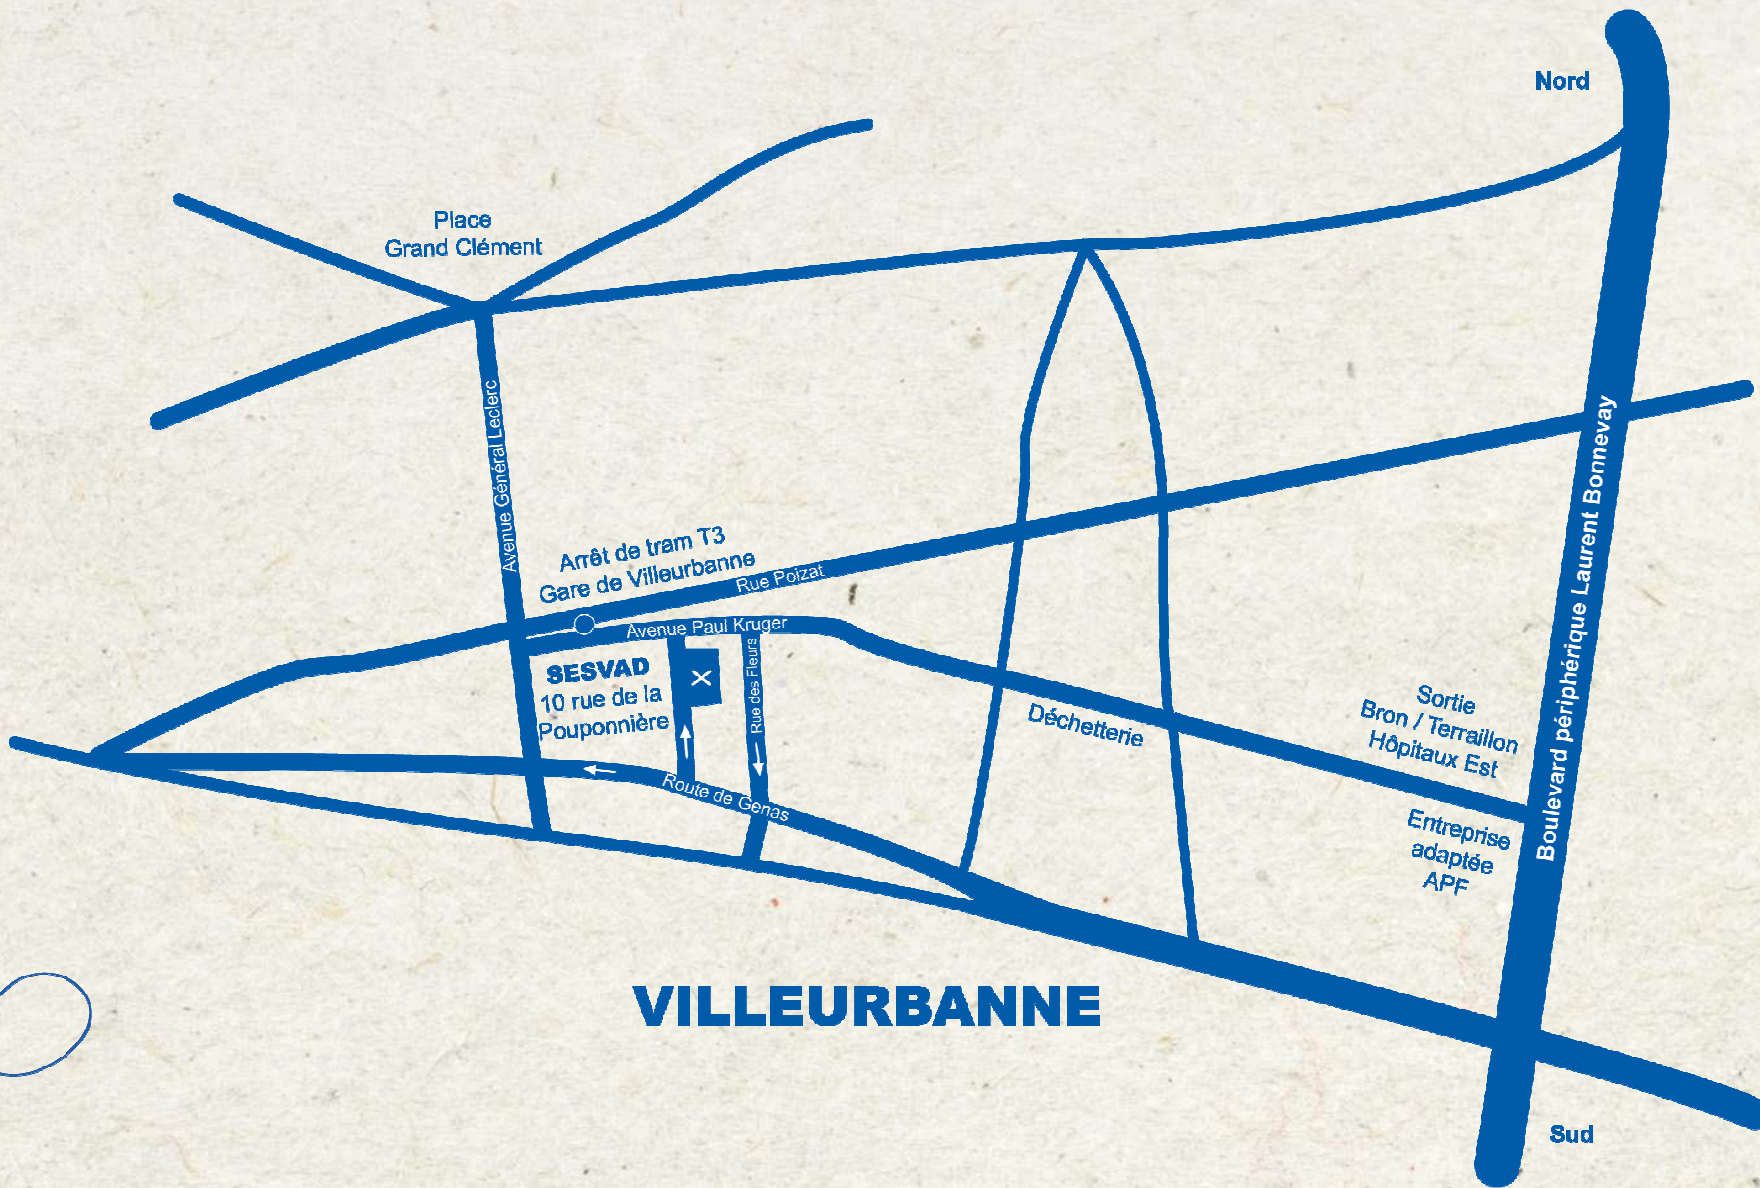 Nord
Place
Grand Clément
Avenue Général Leclerc
Boulevard périphérique Laurent Bonnevay
Arrêt de tram T3
Gare de Villeurbanne
Rue Poizat
Avenue Paul Kruger
SESVAD
10 rue de la
Pouponnière
X
Rue des Fleurs
Route de Genas
Déchetterie
Sortie
Bron / Terraillon
Hôpitaux Est
Entreprise
adaptée
APF
VILLEURBANNE
Sud